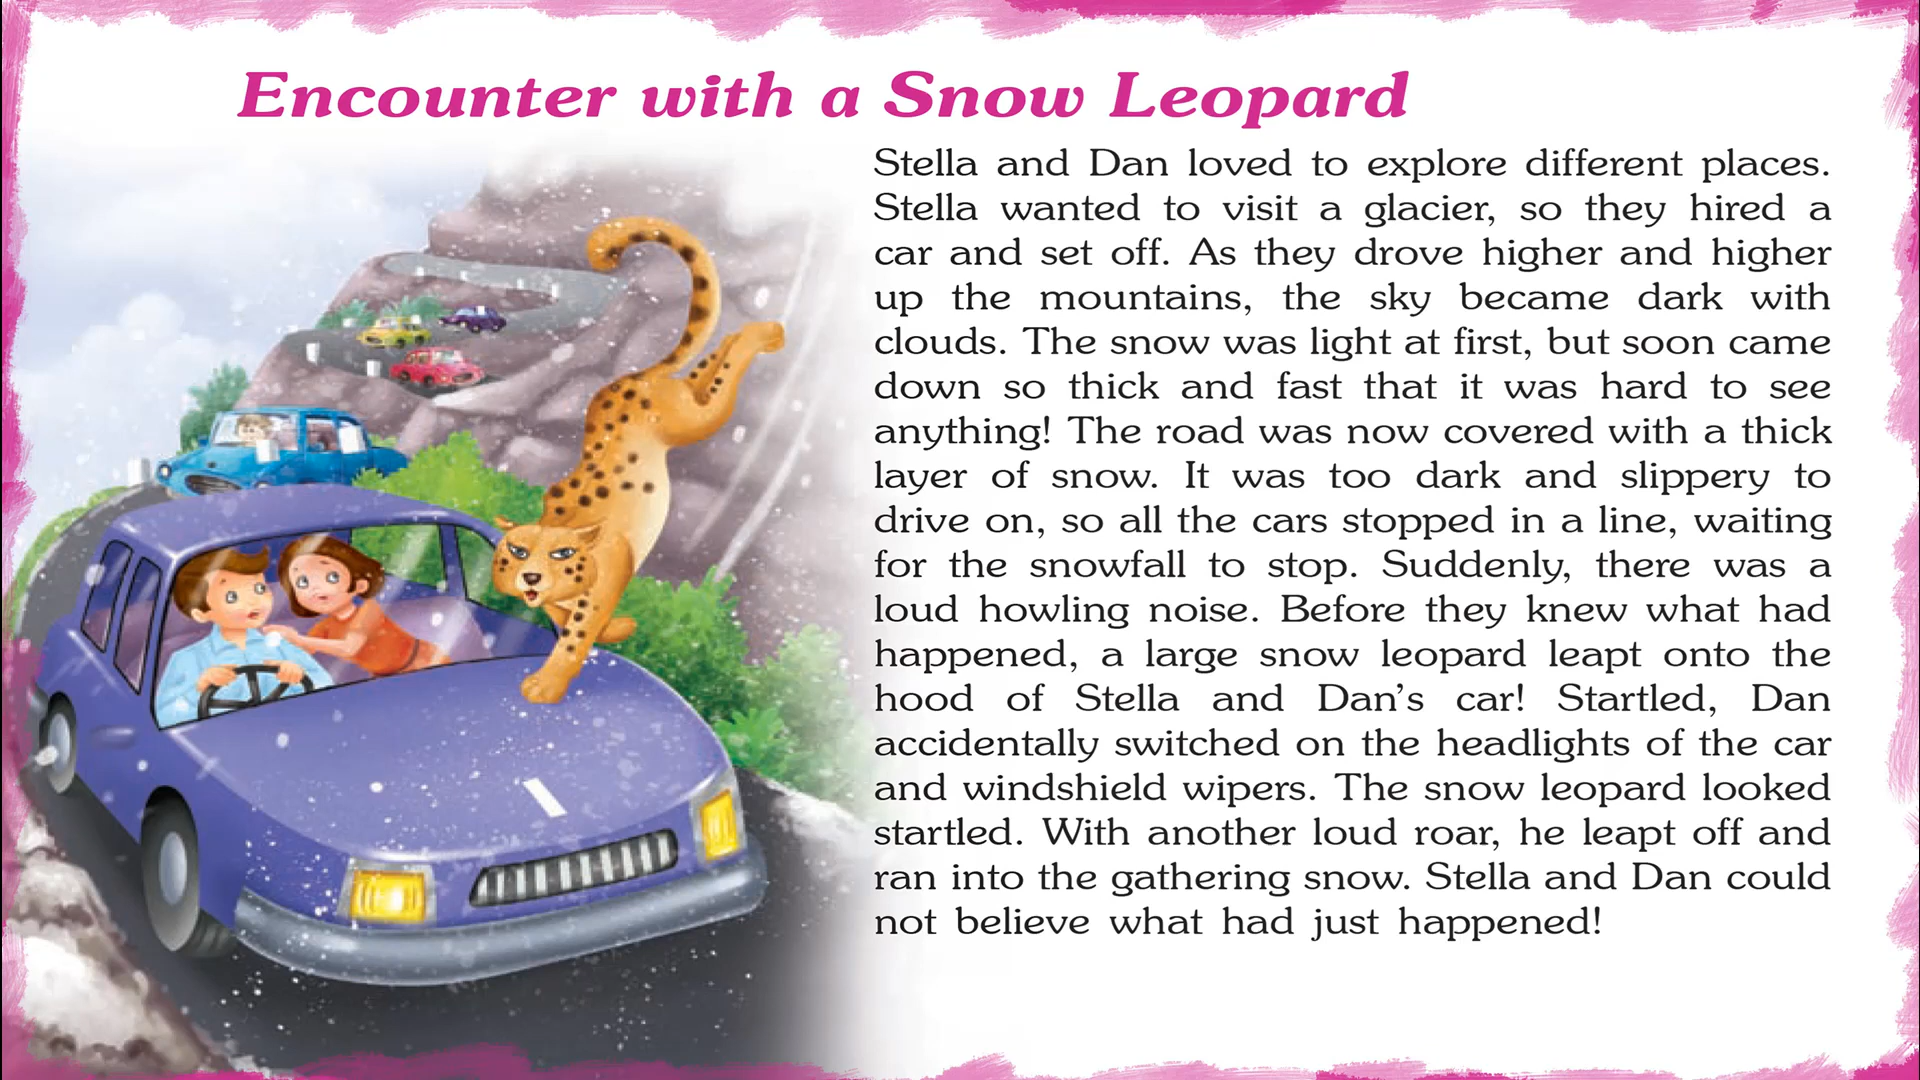 Encounter with a Snow Leopard
Stella and Dan loved to explore different places.
Stella wanted to visit a glacier, so they hired a
car and set off. As they drove higher and higher
up the mountains, the sky became dark with
clouds. The snow was light at first, but soon came
down so thick and fast that it was hard to see
anything! The road was now covered with a thick
layer of snow. It was too dark and slippery to
drive on, so all the cars stopped in a line, waiting
for the snowfall to stop. Suddenly, there was a
loud howling noise. Before they knew what had
happened, a large snow leopard leapt onto the
hood of Stella and Dan's car! Startled, Dan
accidentally switched on the headlights of the car
and windshield wipers. The snow leopard looked
startled. With another loud roar, he leapt off and
ran into the gathering snow. Stella and Dan could
not believe what had just happened!